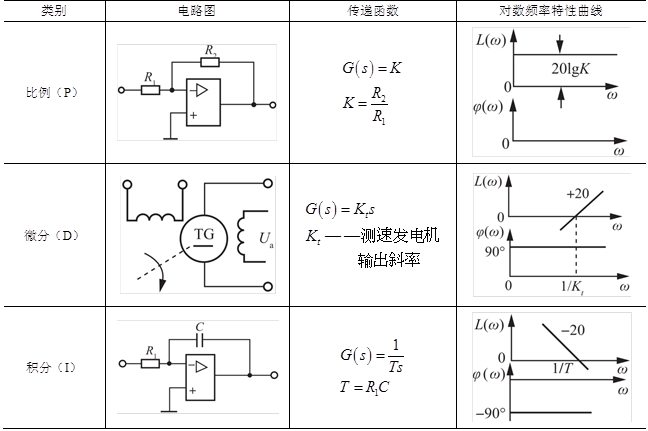 类别 电路图 传递函数 对数频率特性曲线
比例（P）
R₂
R₁
−
+
G(s)=K
K=R₂/R₁
L(ω)
20lgK
0
ω
φ(ω)
0
ω
微分（D）
TG
Uₐ
G(s)=Kₜs
Kₜ——测速发电机
输出斜率
L(ω)
+20
0
ω
φ(ω)
90°
0
1/Kₜ
ω
积分（I）
C
R₁
−
+
G(s)=1/Ts
T=R₁C
L(ω)
−20
0
1/T
ω
φ(ω)
−90°